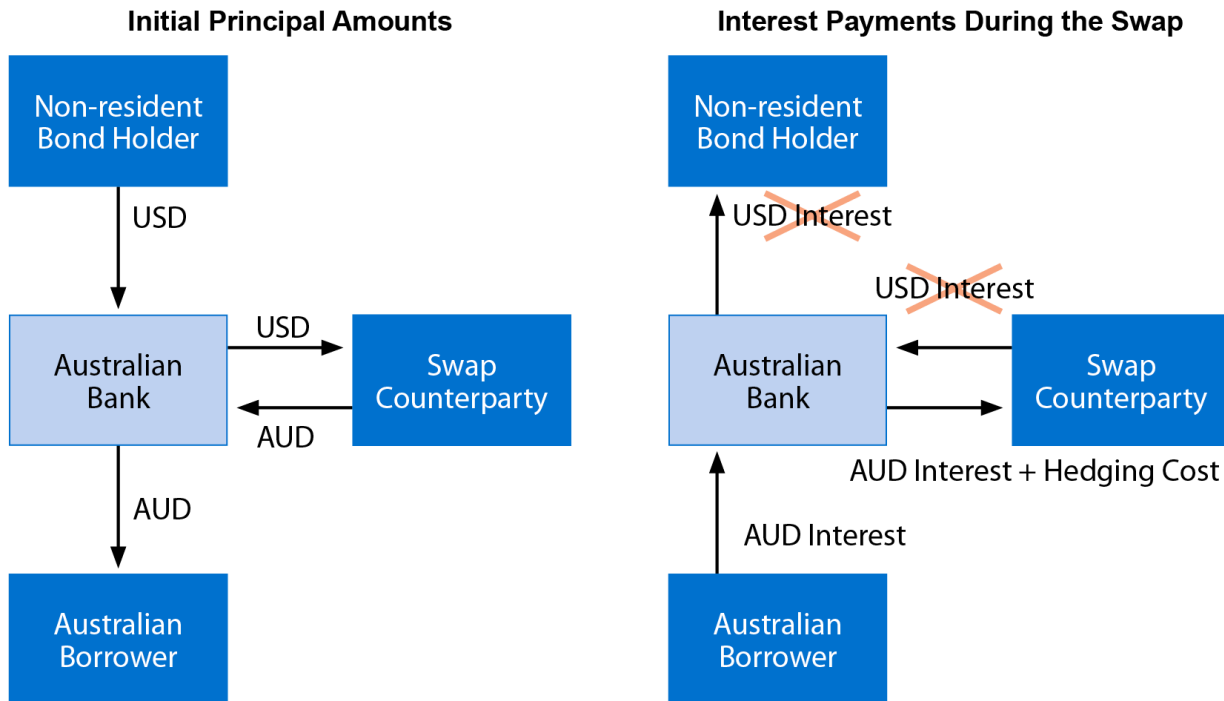 Initial Principal Amounts
Non-resident
Bond Holder
USD
Australian
Bank
USD
AUD
Swap
Counterparty
AUD
Australian
Borrower
Interest Payments During the Swap
Non-resident
Bond Holder
USD Interest
USD Interest
Australian
Bank
Swap
Counterparty
AUD Interest + Hedging Cost
AUD Interest
Australian
Borrower